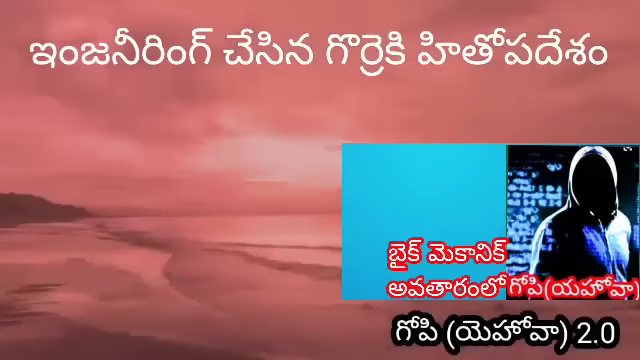 ఇంజనీరింగ్ చేసిన గొర్రెకి హితోపదేశం
బైక్ మెకానిక్
అవతారంలో గోపి(యహోవా)
గోపి (యెహోవా) 2.0